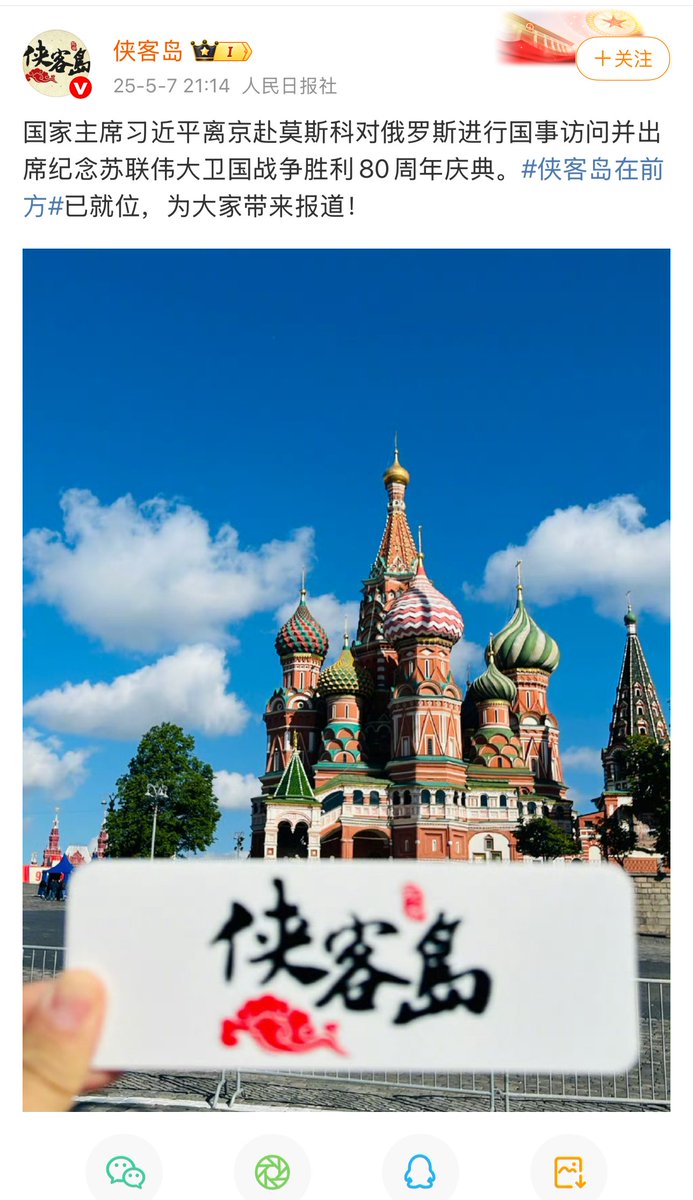 侠客岛
侠客岛 I
25-5-7 21:14 人民日报社
+关注
国家主席习近平离京赴莫斯科对俄罗斯进行国事访问并出
席纪念苏联伟大卫国战争胜利80周年庆典。#侠客岛在前
方#已就位，为大家带来报道！
9
侠客島